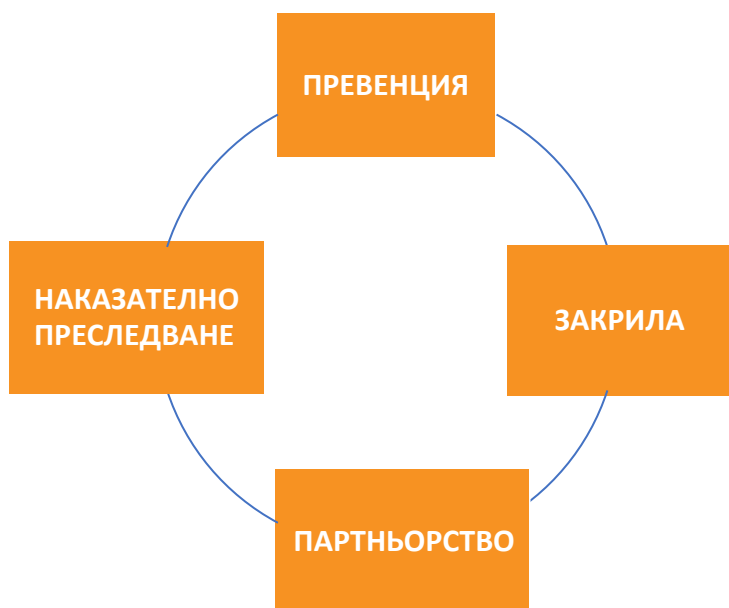 ПРЕВЕНЦИЯ
НАКАЗАТЕЛНО
ПРЕСЛЕДВАНЕ
ЗАКРИЛА
ПАРТНЬОРСТВО